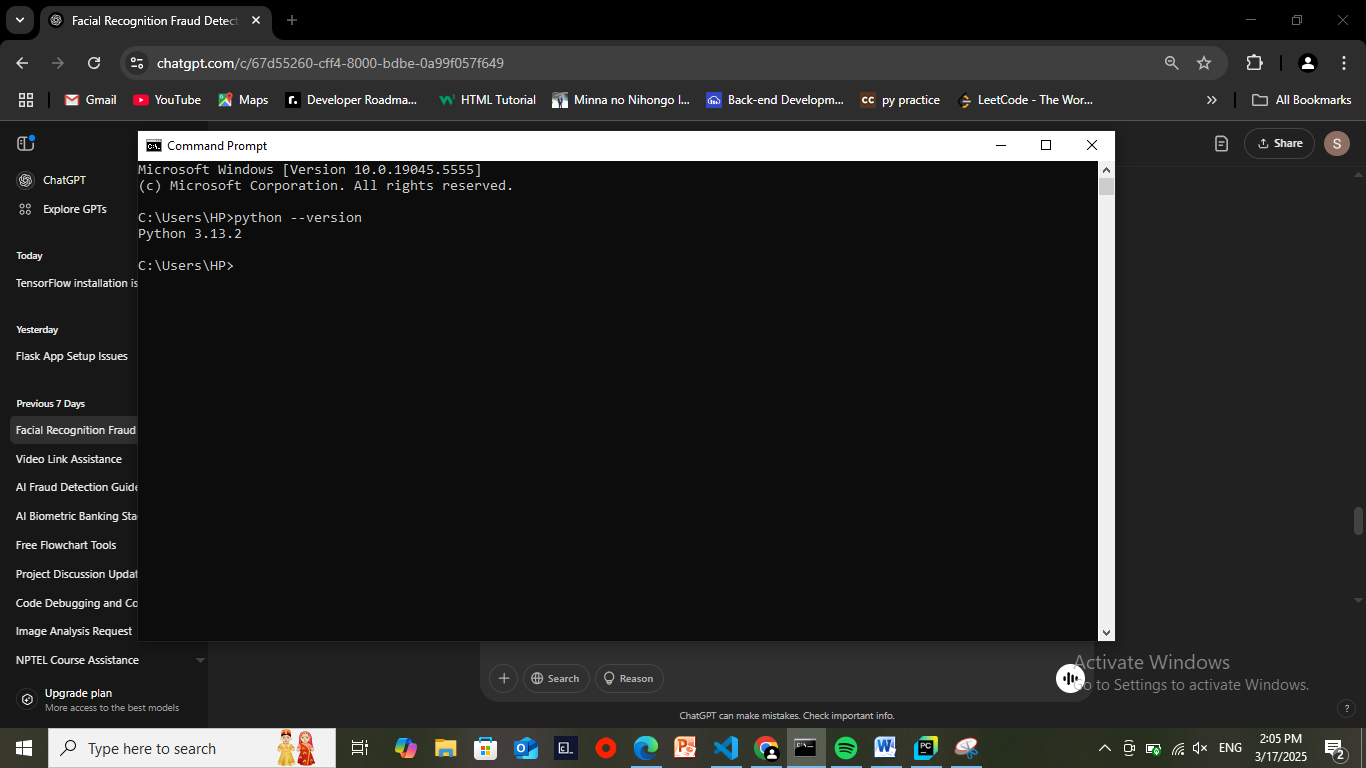 Facial Recognition Fraud Detect
chatgpt.com/c/67d55260-cff4-8000-bdbe-0a99f057f649
Gmail
YouTube
Maps
Developer Roadma...
HTML Tutorial
Minna no Nihongo I...
Back-end Developm...
CC py practice
LeetCode - The Wor...
All Bookmarks
Share
S
ChatGPT
Explore GPTs
Today
TensorFlow installation is
Yesterday
Flask App Setup Issues
Previous 7 Days
Facial Recognition Fraud
Video Link Assistance
AI Fraud Detection Guide
AI Biometric Banking Sta
Free Flowchart Tools
Project Discussion Updat
Code Debugging and Co
Image Analysis Request
NPTEL Course Assistance
Upgrade plan
More access to the best models
Command Prompt
Microsoft Windows [Version 10.0.19045.5555]
(c) Microsoft Corporation. All rights reserved.
C:\Users\HP>python --version
Python 3.13.2
C:\Users\HP>
Search
Reason
ChatGPT can make mistakes. Check important info.
?
Activate Windows
Go to Settings to activate Windows.
Type here to search
ENG
2:05 PM
3/17/2025
2